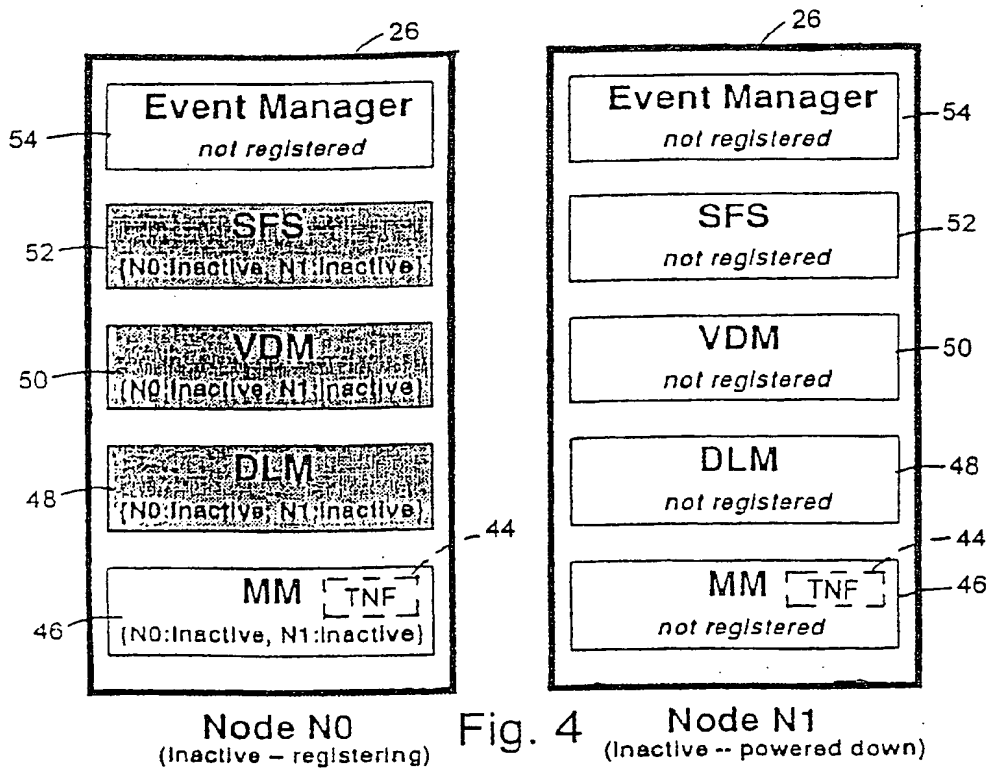 26
Event Manager
not registered
54
SFS
{N0:Inactive, N1:Inactive}
52
VDM
{N0:Inactive, N1:Inactive}
50
DLM
{N0:Inactive, N1:Inactive}
48
44
MM
TNF
{N0:Inactive, N1:Inactive}
46
Node N0
(Inactive – registering)
26
Event Manager
not registered
54
SFS
not registered
52
VDM
not registered
50
DLM
not registered
48
44
MM
TNF
not registered
46
Node N1
(Inactive -- powered down)
Fig. 4